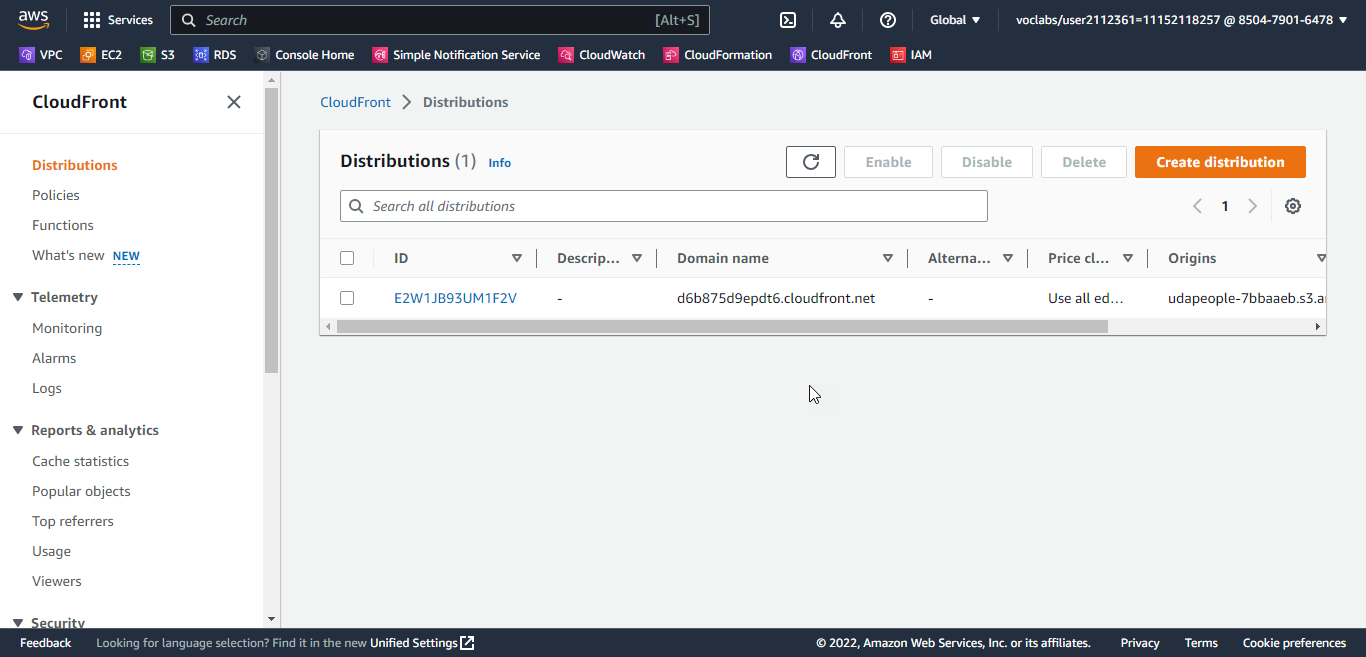 aws Services Search [Alt+S] Global voclabs/user2112361=11152118257 @ 8504-7901-6478
VPC EC2 S3 RDS Console Home Simple Notification Service CloudWatch CloudFormation CloudFront IAM
CloudFront
Distributions
Policies
Functions
What's new NEW
Telemetry
Monitoring
Alarms
Logs
Reports & analytics
Cache statistics
Popular objects
Top referrers
Usage
Viewers
Security
CloudFront Distributions
Distributions (1) Info Enable Disable Delete Create distribution
Search all distributions 1
ID Descrip... Domain name Alterna... Price cl... Origins
E2W1JB93UM1F2V - d6b875d9epdt6.cloudfront.net - Use all ed... udapeople-7bbaaeb.s3.a
Feedback Looking for language selection? Find it in the new Unified Settings © 2022, Amazon Web Services, Inc. or its affiliates. Privacy Terms Cookie preferences